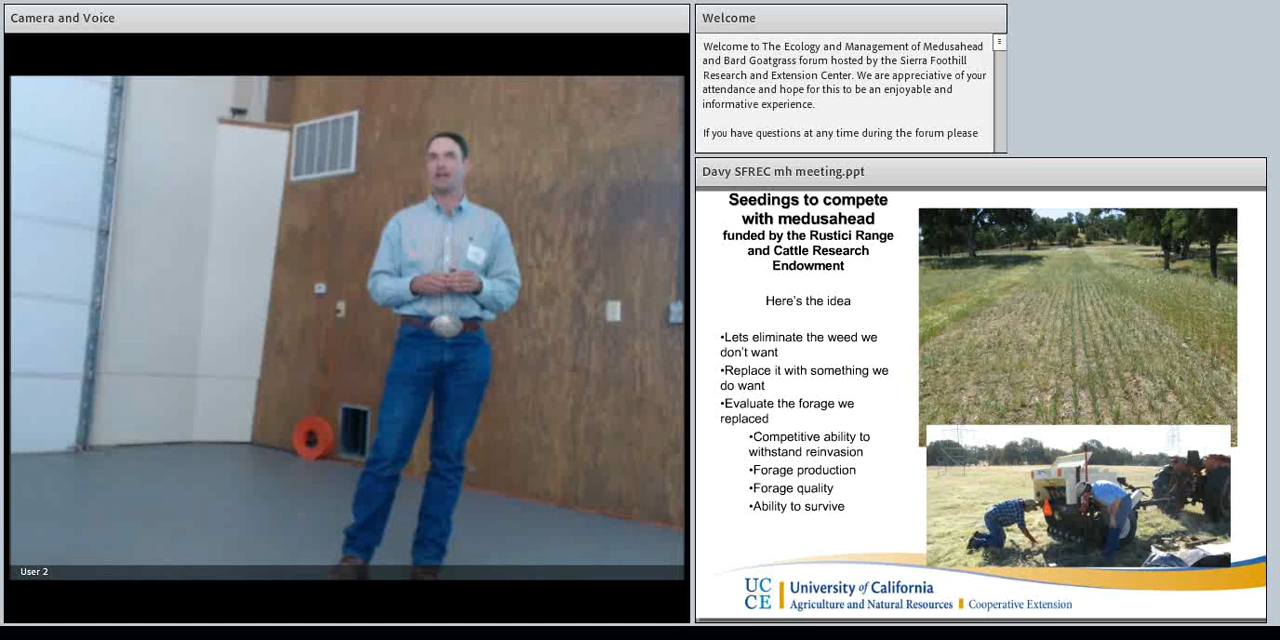 Camera and Voice
User 2
Welcome
Welcome to The Ecology and Management of Medusahead
and Bard Goatgrass forum hosted by the Sierra Foothill
Research and Extension Center. We are appreciative of your
attendance and hope for this to be an enjoyable and
informative experience.
If you have questions at any time during the forum please
Davy SFREC mh meeting.ppt
Seedings to compete
with medusahead
funded by the Rustici Range
and Cattle Research
Endowment
Here's the idea
•Lets eliminate the weed we
don't want
•Replace it with something we
do want
•Evaluate the forage we
replaced
•Competitive ability to
withstand reinvasion
•Forage production
•Forage quality
•Ability to survive
UC
CE
University of California
Agriculture and Natural Resources Cooperative Extension